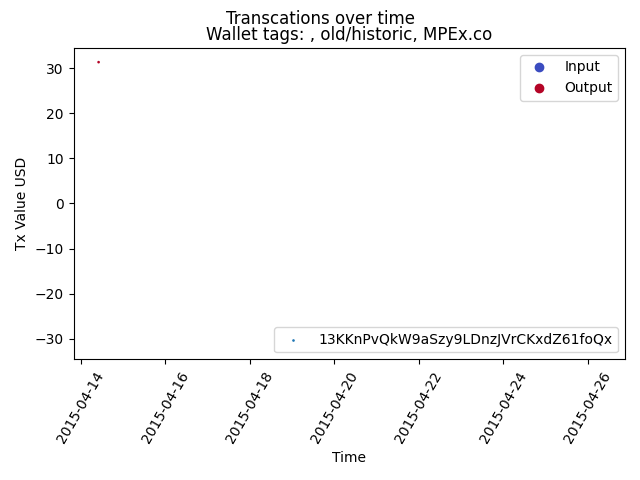 Transcations over time
Wallet tags: , old/historic, MPEx.co
Tx Value USD
30
20
10
0
−10
−20
−30
Input
Output
13KKnPvQkW9aSzy9LDnzJVrCKxdZ61foQx
2015-04-14
2015-04-16
2015-04-18
2015-04-20
2015-04-22
2015-04-24
2015-04-26
Time